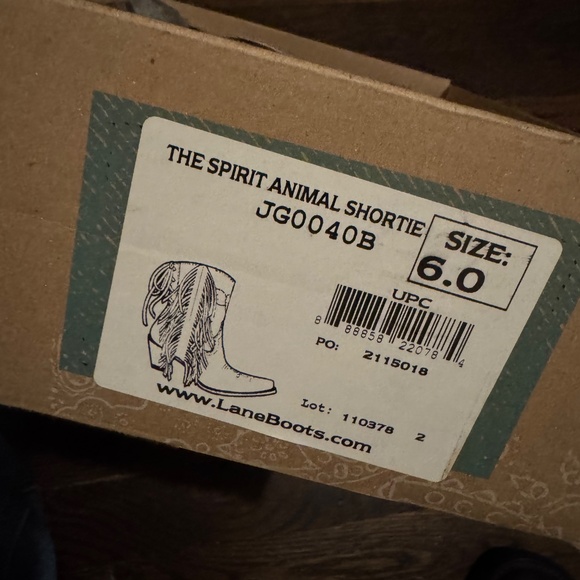 THE SPIRIT ANIMAL SHORTIE
JG0040B
SIZE:
6.0
UPC
8 88858 22078 4
PO: 2115018
Lot: 110378 2
www.LaneBoots.com